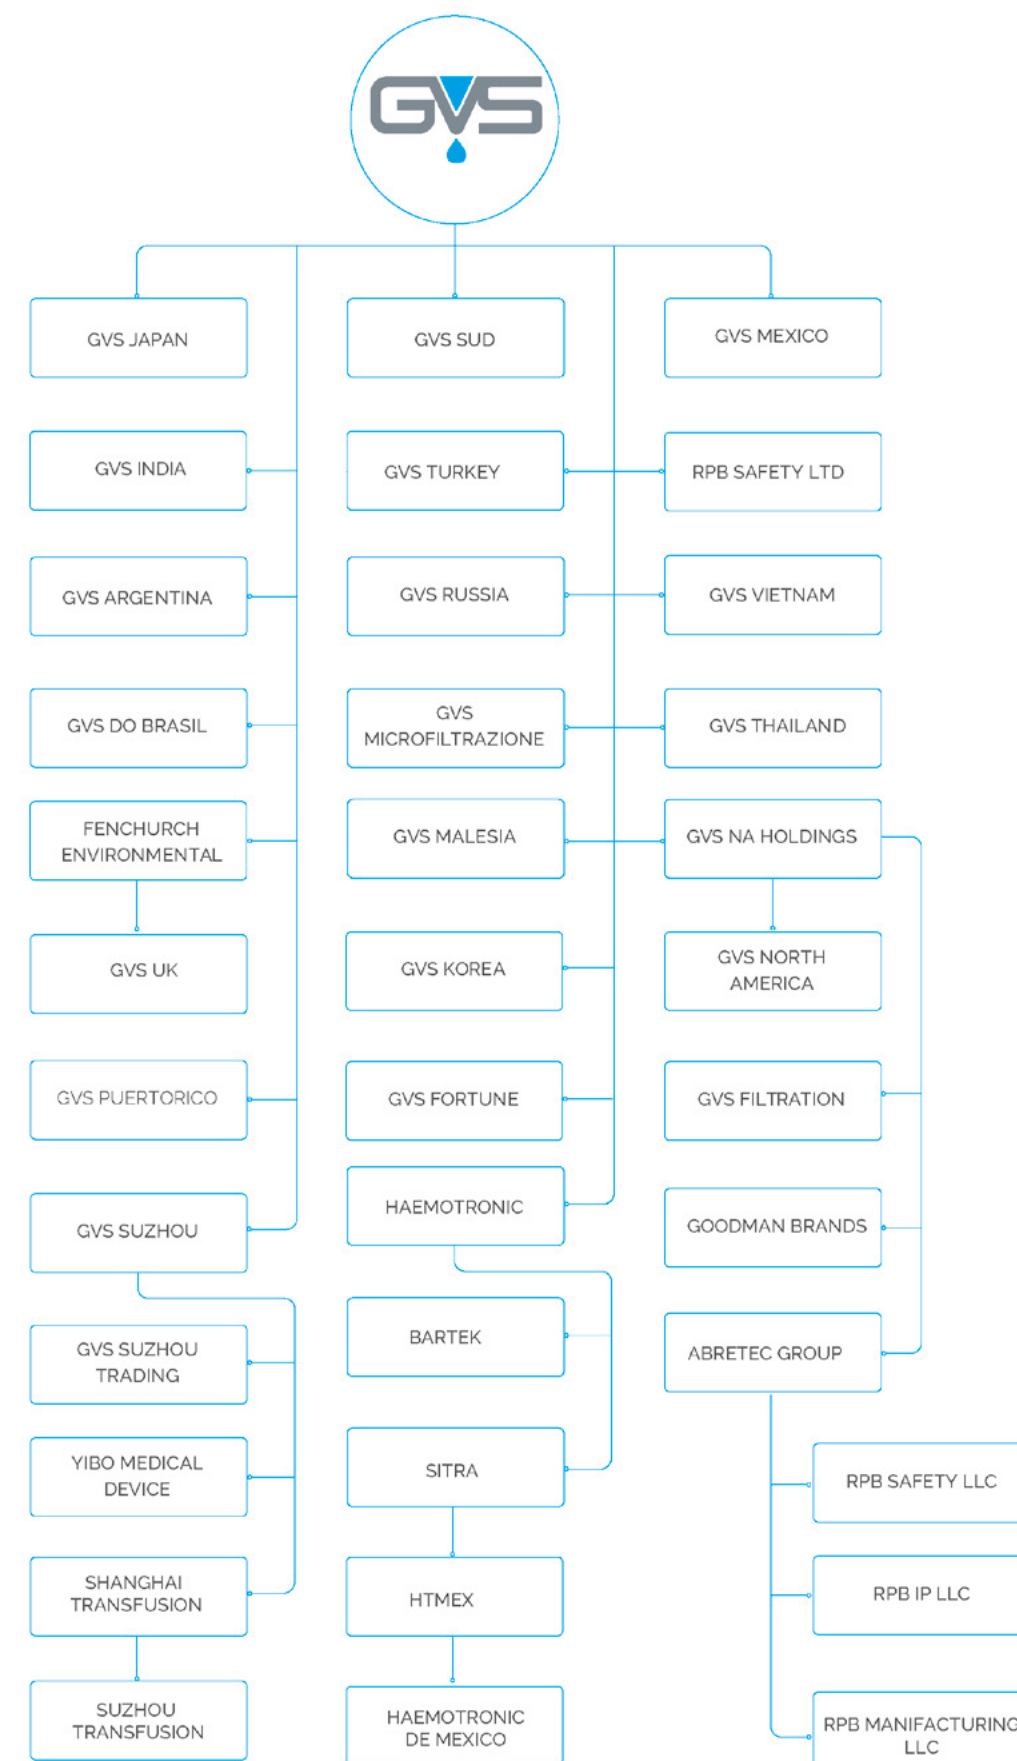 GVS
GVS JAPAN
GVS SUD
GVS MEXICO
GVS INDIA
GVS TURKEY
RPB SAFETY LTD
GVS ARGENTINA
GVS RUSSIA
GVS VIETNAM
GVS DO BRASIL
GVS
MICROFILTRAZIONE
GVS THAILAND
FENCHURCH
ENVIRONMENTAL
GVS MALESIA
GVS NA HOLDINGS
GVS UK
GVS KOREA
GVS NORTH
AMERICA
GVS PUERTORICO
GVS FORTUNE
GVS FILTRATION
GVS SUZHOU
HAEMOTRONIC
GOODMAN BRANDS
GVS SUZHOU
TRADING
BARTEK
ABRETEC GROUP
YIBO MEDICAL
DEVICE
SITRA
RPB SAFETY LLC
SHANGHAI
TRANSFUSION
HTMEX
RPB IP LLC
SUZHOU
TRANSFUSION
HAEMOTRONIC
DE MEXICO
RPB MANIFACTURING
LLC